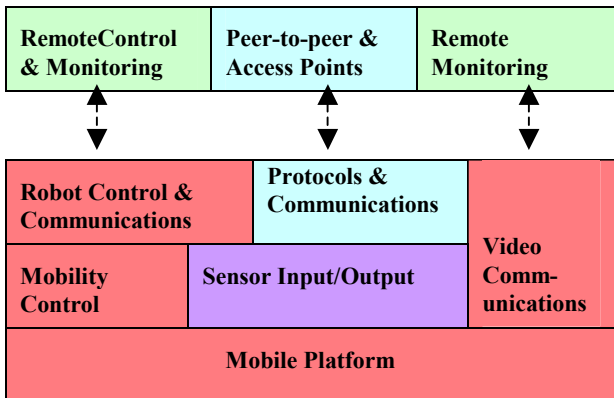 RemoteControl
& Monitoring
Peer-to-peer &
Access Points
Remote
Monitoring
Robot Control &
Communications
Protocols &
Communications
Mobility
Control
Sensor Input/Output
Video
Comm-
unications
Mobile Platform